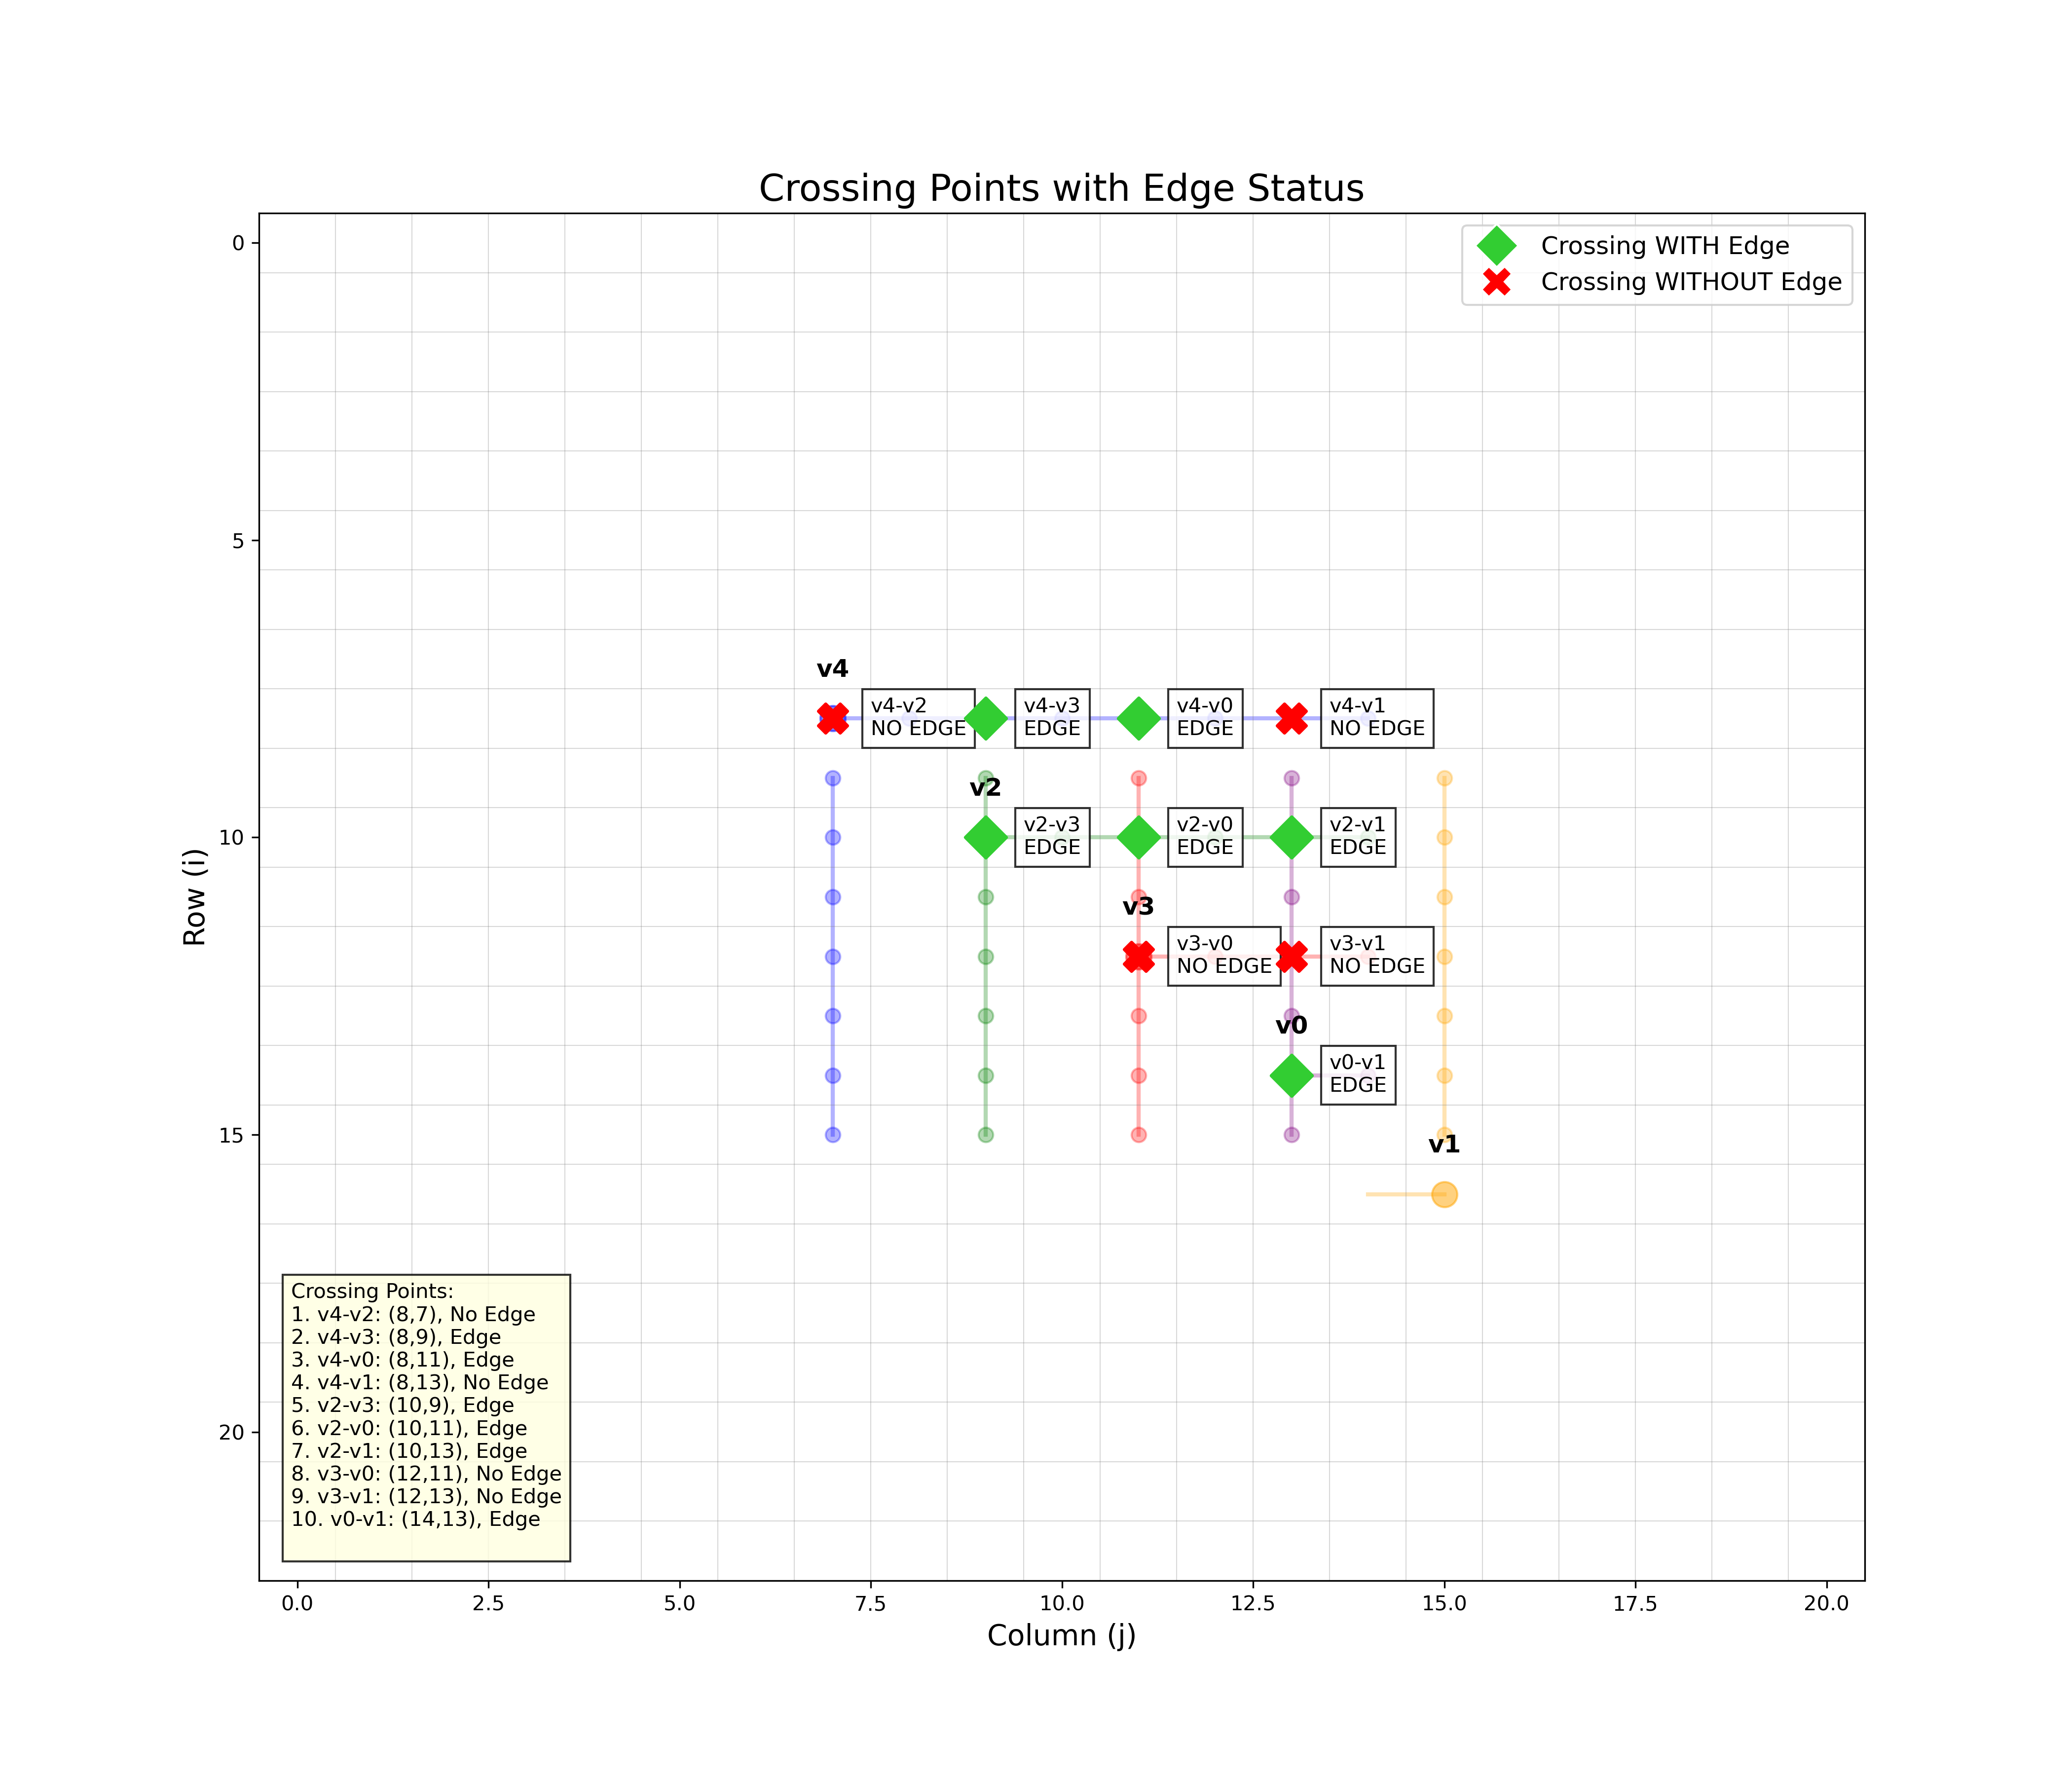 Crossing Points with Edge Status
Crossing WITH Edge
Crossing WITHOUT Edge
0
5
10
15
20
Row (i)
v4
v4-v2
NO EDGE
v4-v3
EDGE
v4-v0
EDGE
v4-v1
NO EDGE
v2
v2-v3
EDGE
v2-v0
EDGE
v2-v1
EDGE
v3
v3-v0
NO EDGE
v3-v1
NO EDGE
v0
v0-v1
EDGE
v1
Crossing Points:
1. v4-v2: (8,7), No Edge
2. v4-v3: (8,9), Edge
3. v4-v0: (8,11), Edge
4. v4-v1: (8,13), No Edge
5. v2-v3: (10,9), Edge
6. v2-v0: (10,11), Edge
7. v2-v1: (10,13), Edge
8. v3-v0: (12,11), No Edge
9. v3-v1: (12,13), No Edge
10. v0-v1: (14,13), Edge
0.0 2.5 5.0 7.5 10.0 12.5 15.0 17.5 20.0
Column (j)